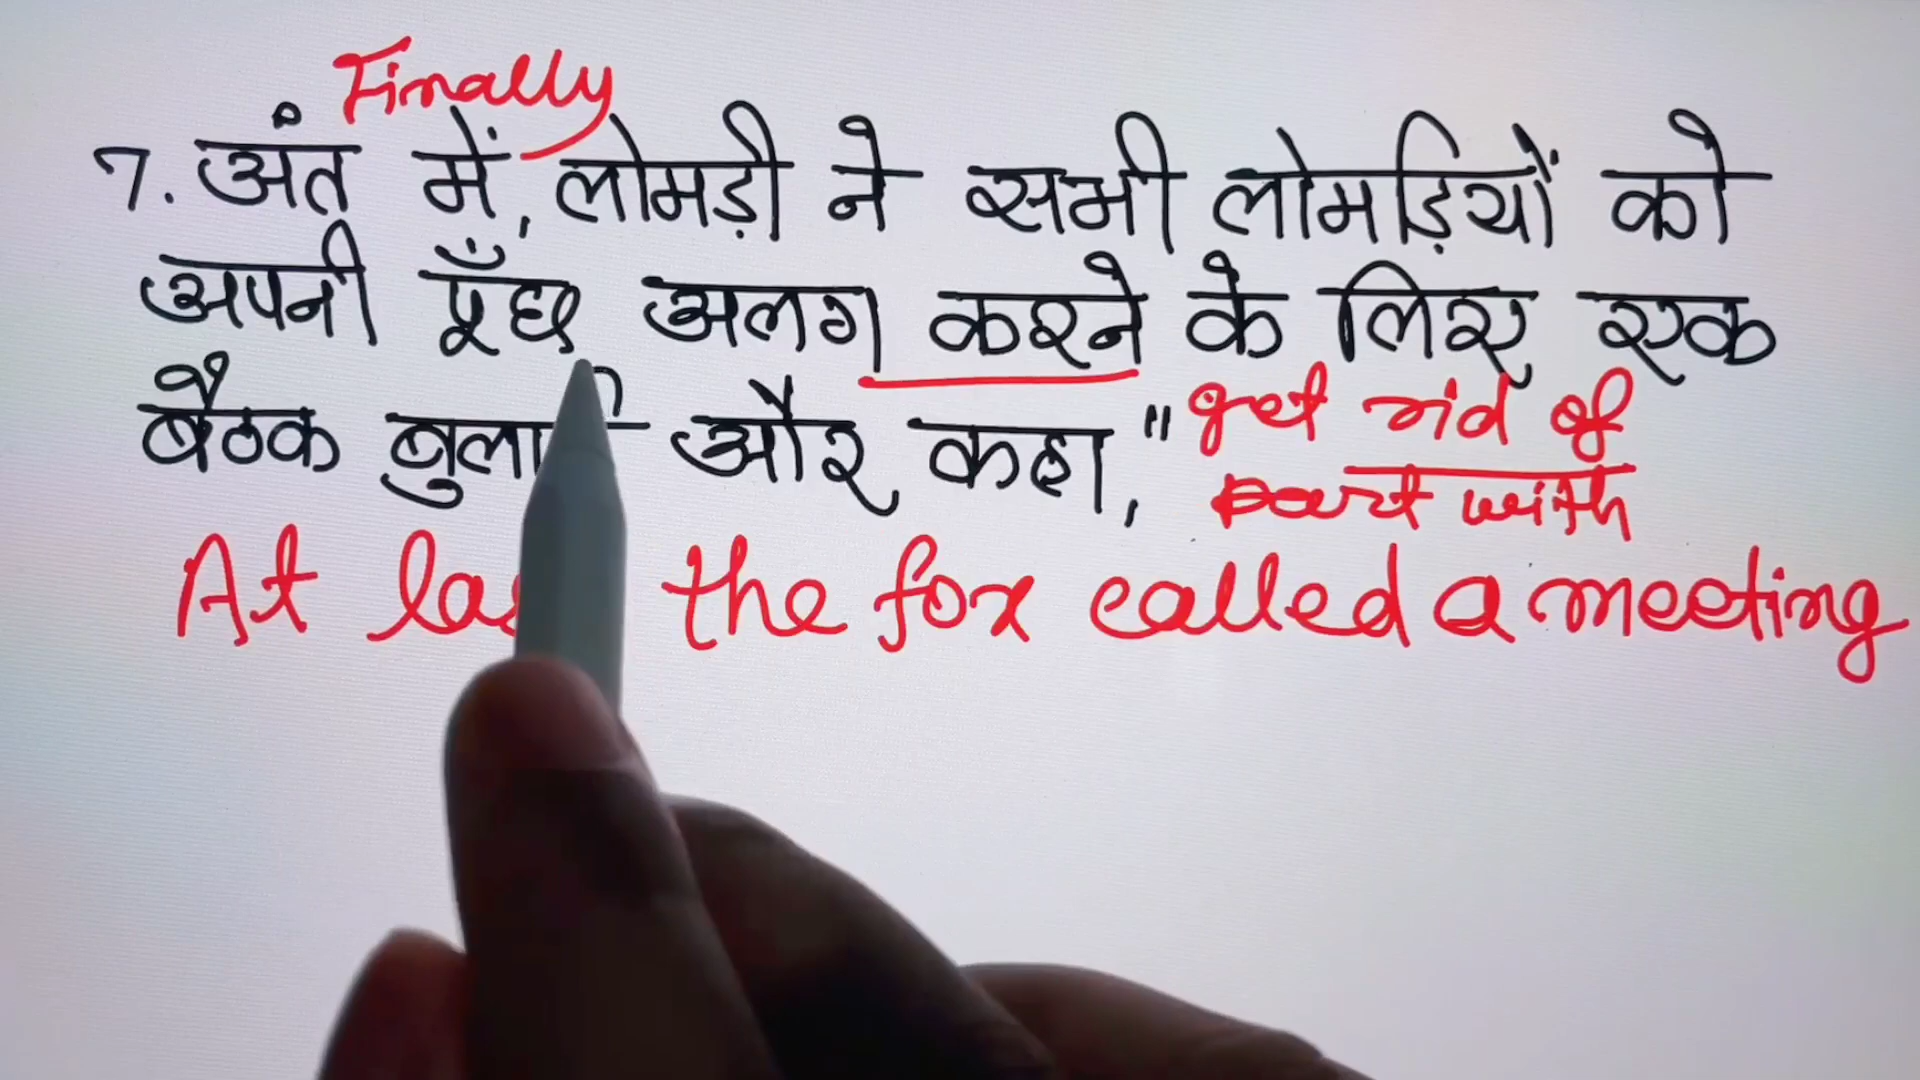 Finally
7. अंत में, लोमड़ी ने सभी लोमड़ियों को
अपनी पूँछ अलग करने के लिए एक
बैठक और कहा, "
get rid of
part with
At the fox called a meeting